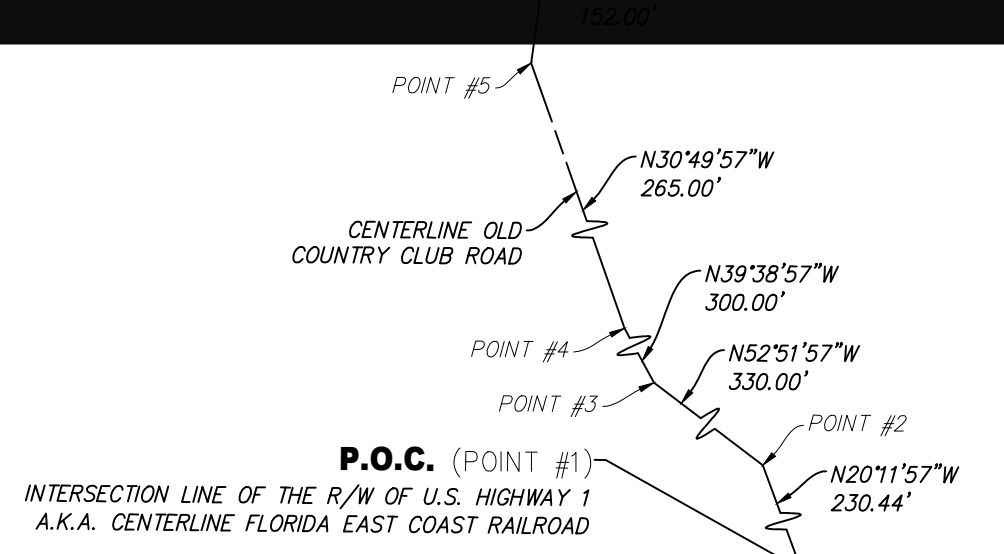 152.00'
POINT #5
N30°49'57"W
265.00'
CENTERLINE OLD
COUNTRY CLUB ROAD
N39°38'57"W
300.00'
POINT #4
N52°51'57"W
330.00'
POINT #3
POINT #2
P.O.C. (POINT #1)
N20°11'57"W
230.44'
INTERSECTION LINE OF THE R/W OF U.S. HIGHWAY 1
A.K.A. CENTERLINE FLORIDA EAST COAST RAILROAD